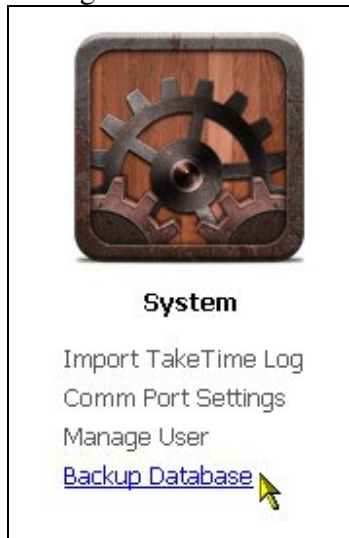 System
Import TakeTime Log
Comm Port Settings
Manage User
Backup Database